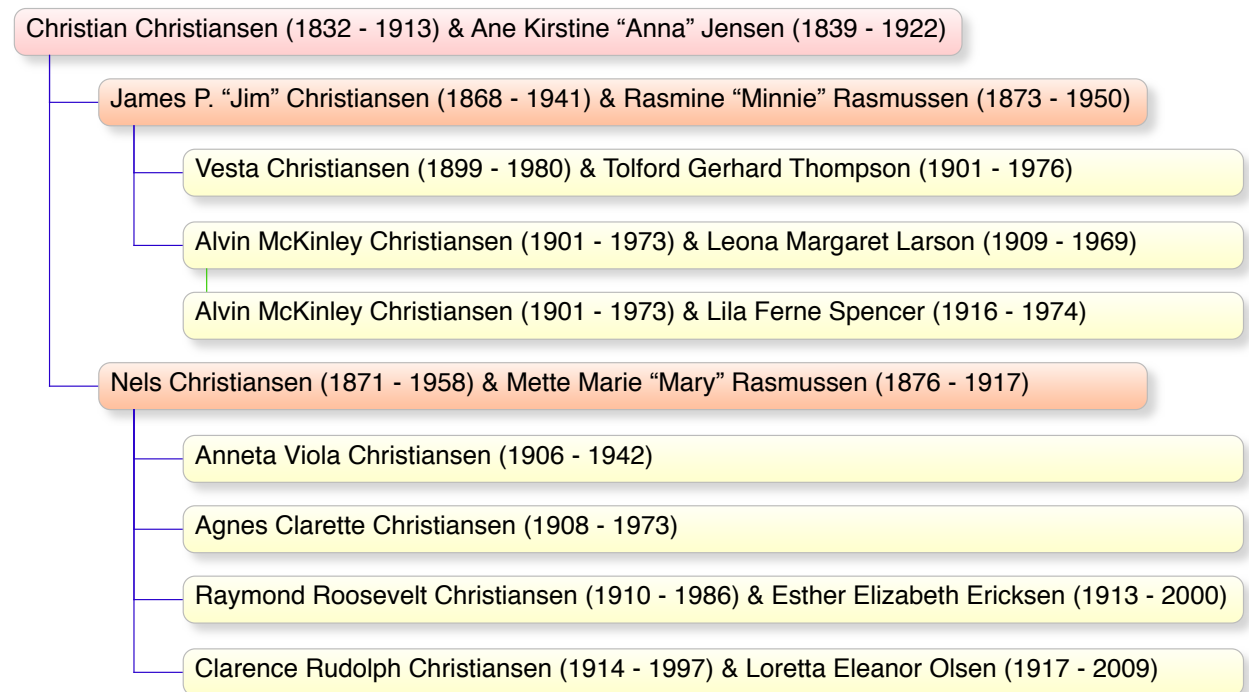 Christian Christiansen (1832 - 1913) & Ane Kirstine “Anna” Jensen (1839 - 1922)
James P. “Jim” Christiansen (1868 - 1941) & Rasmine “Minnie” Rasmussen (1873 - 1950)
Vesta Christiansen (1899 - 1980) & Tolford Gerhard Thompson (1901 - 1976)
Alvin McKinley Christiansen (1901 - 1973) & Leona Margaret Larson (1909 - 1969)
Alvin McKinley Christiansen (1901 - 1973) & Lila Ferne Spencer (1916 - 1974)
Nels Christiansen (1871 - 1958) & Mette Marie “Mary” Rasmussen (1876 - 1917)
Anneta Viola Christiansen (1906 - 1942)
Agnes Clarette Christiansen (1908 - 1973)
Raymond Roosevelt Christiansen (1910 - 1986) & Esther Elizabeth Ericksen (1913 - 2000)
Clarence Rudolph Christiansen (1914 - 1997) & Loretta Eleanor Olsen (1917 - 2009)